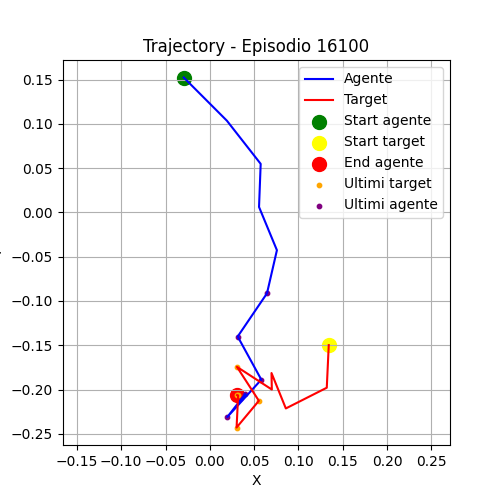 Trajectory - Episodio 16100
Agente
Target
Start agente
Start target
End agente
Ultimi target
Ultimi agente
0.15
0.10
0.05
0.00
−0.05
−0.10
−0.15
−0.20
−0.25
−0.15 −0.10 −0.05 0.00 0.05 0.10 0.15 0.20 0.25
X